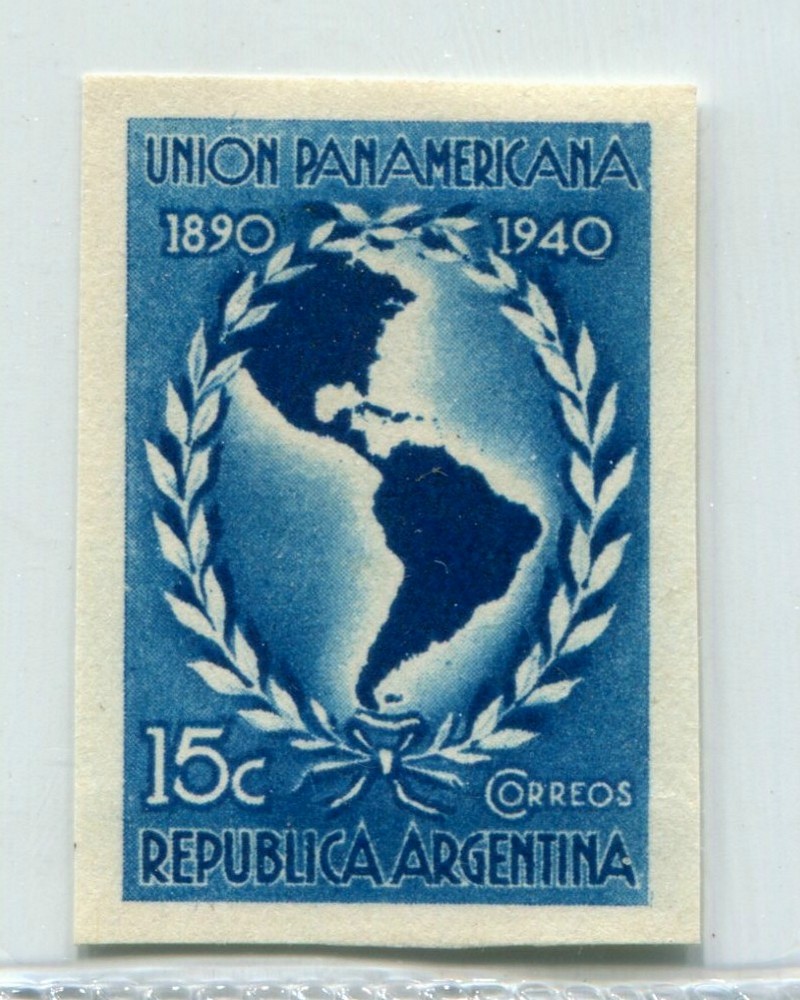 UNION PANAMERICANA
1890 1940
15c
CORREOS
REPUBLICA ARGENTINA